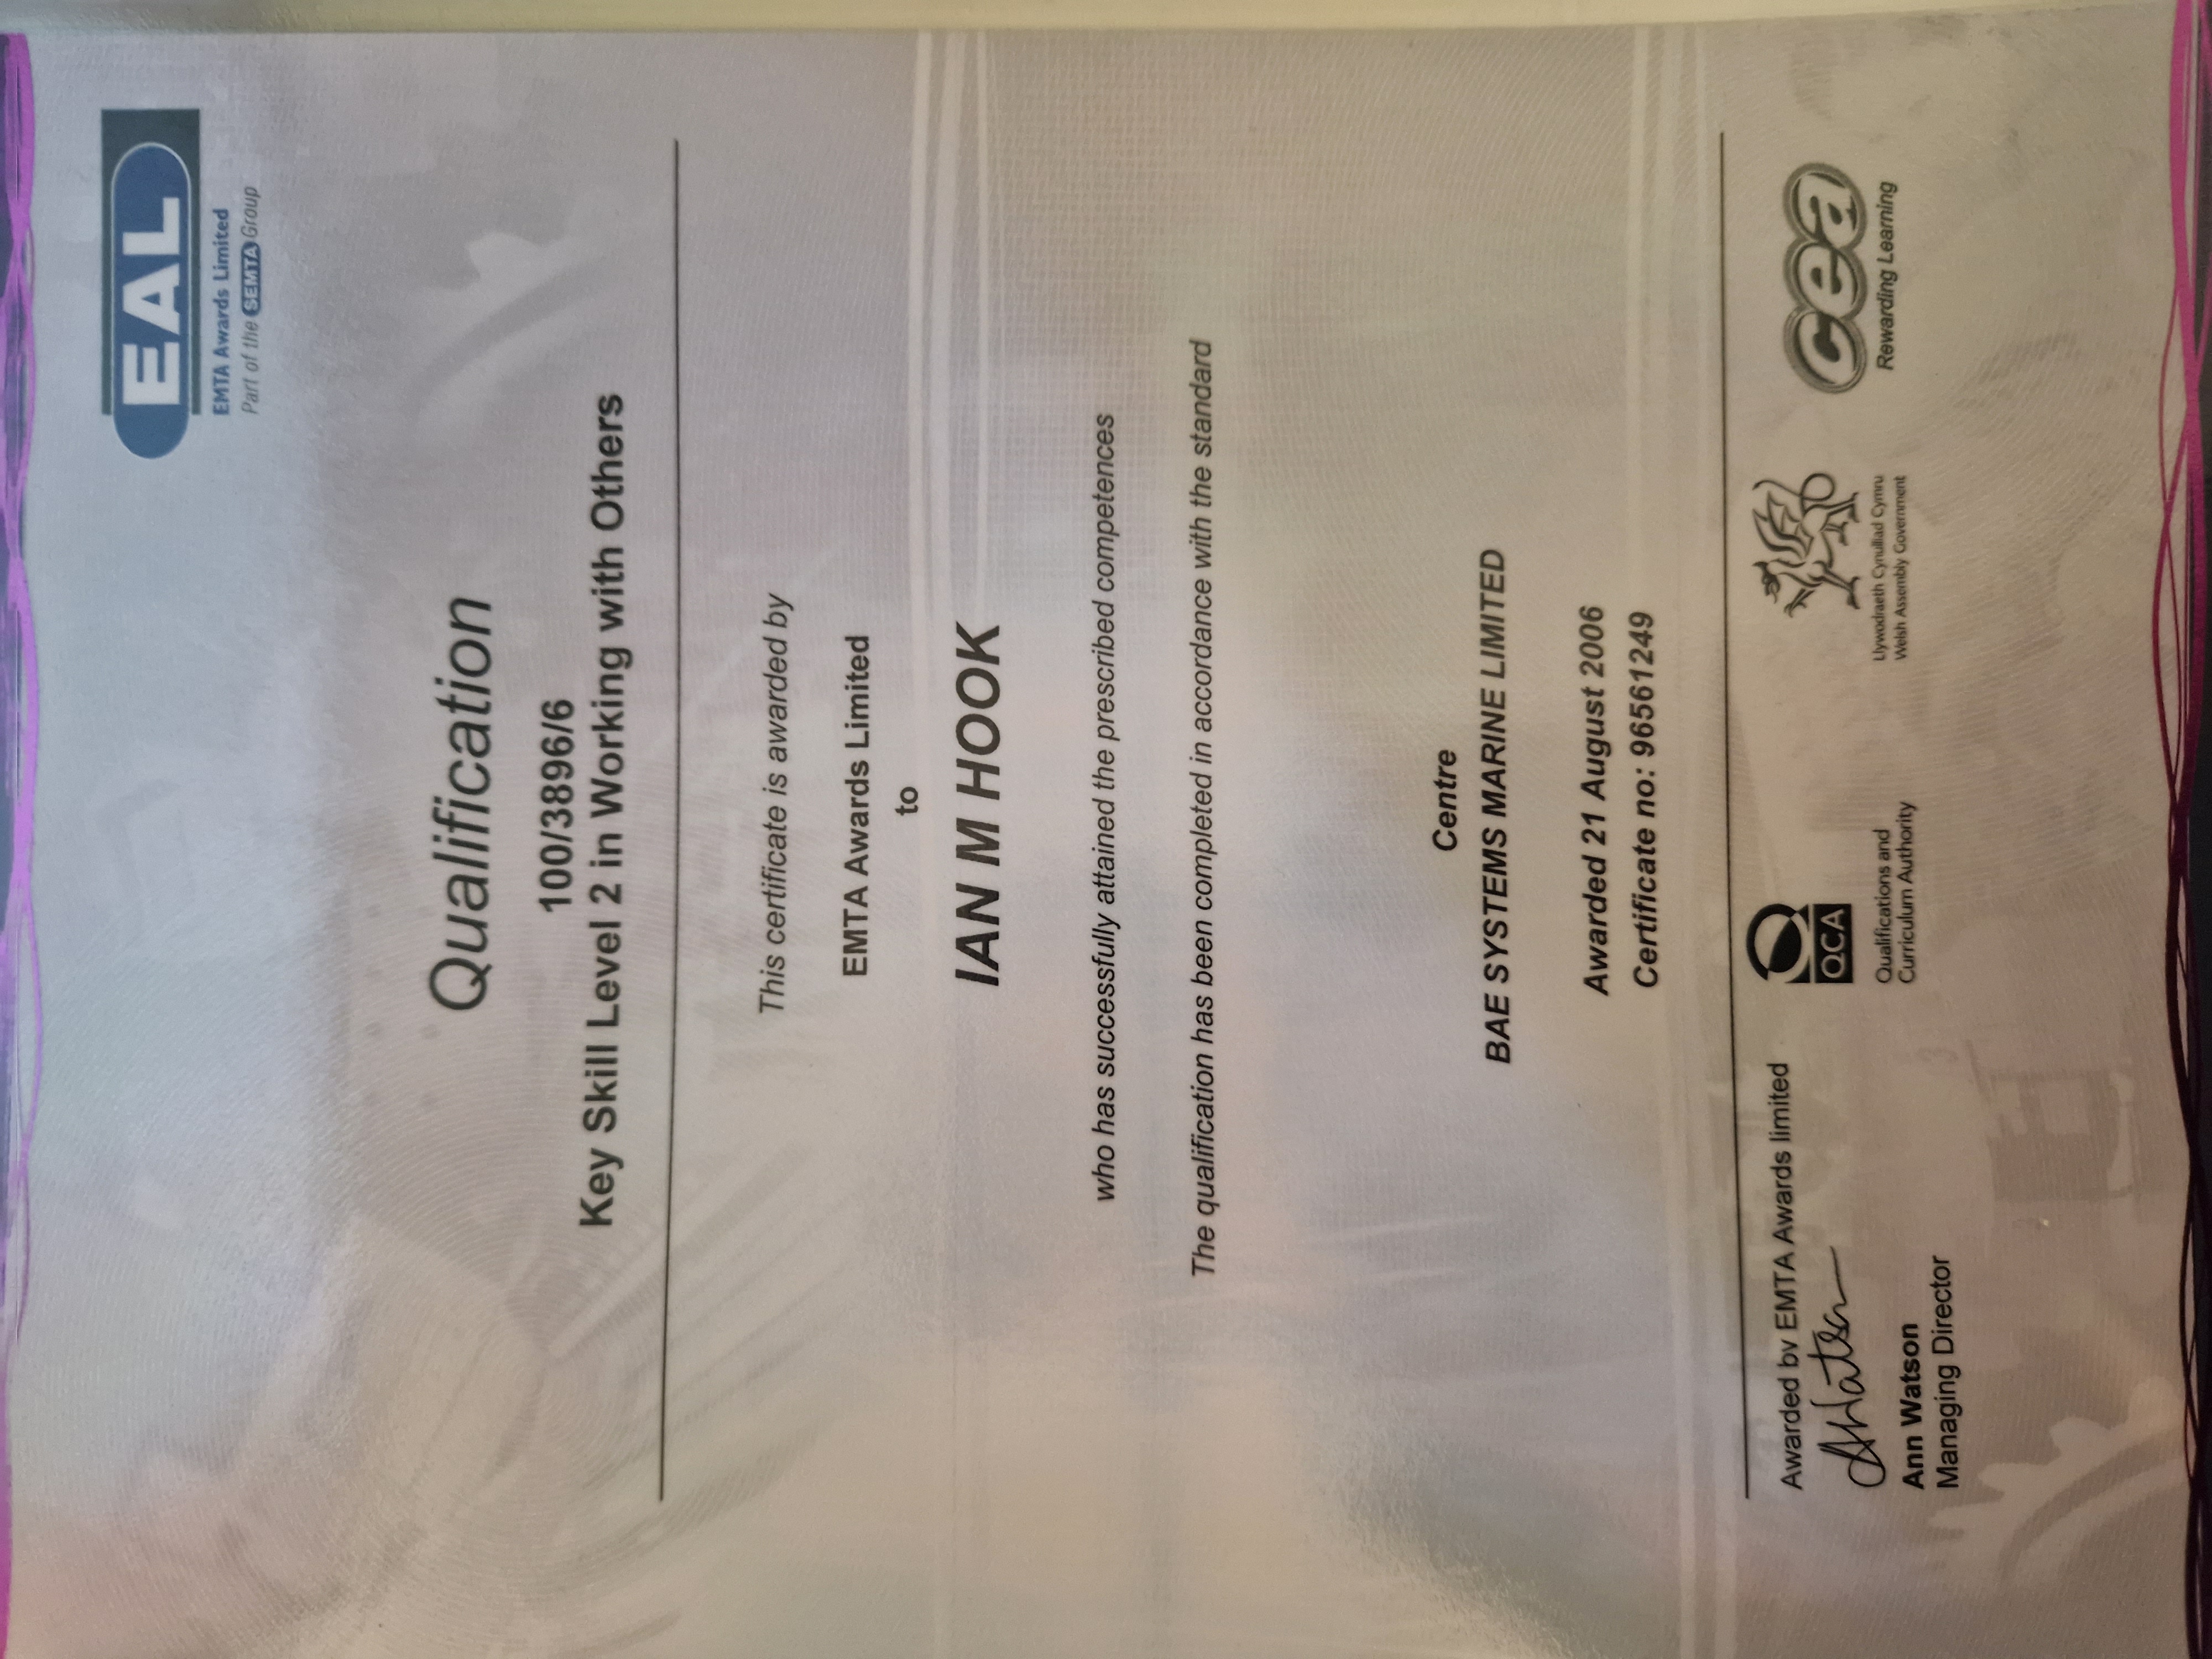 EAL
EMTA Awards Limited
Part of the SEMTA Group
Qualification
100/3896/6
Key Skill Level 2 in Working with Others
This certificate is awarded by
EMTA Awards Limited
to
IAN M HOOK
who has successfully attained the prescribed competences
The qualification has been completed in accordance with the standard
Centre
BAE SYSTEMS MARINE LIMITED
Awarded 21 August 2006
Certificate no: 96561249
Awarded by EMTA Awards limited
AWatson
Ann Watson
Managing Director
QCA
Qualifications and
Curriculum Authority
Llywodraeth Cynulliad Cymru
Welsh Assembly Government
cea
Rewarding Learning